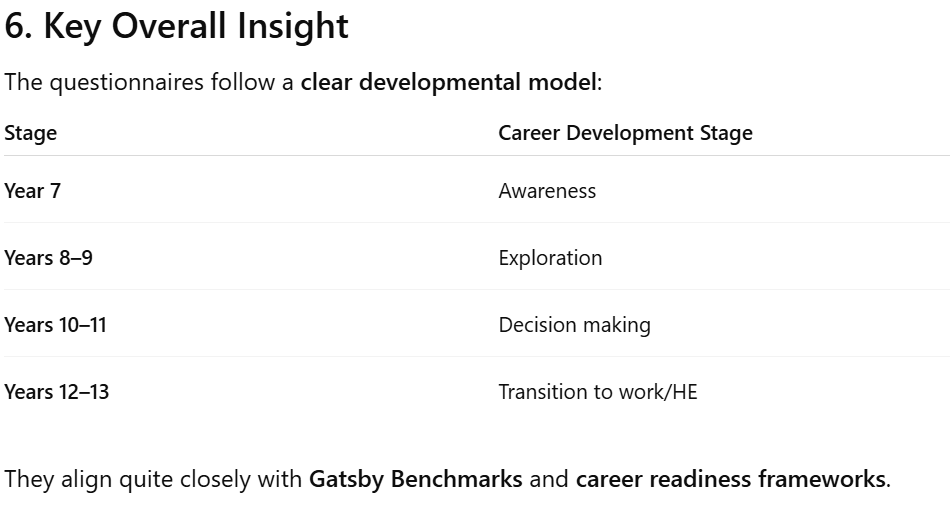 6. Key Overall Insight
The questionnaires follow a clear developmental model:
Stage Career Development Stage
Year 7 Awareness
Years 8–9 Exploration
Years 10–11 Decision making
Years 12–13 Transition to work/HE
They align quite closely with Gatsby Benchmarks and career readiness frameworks.